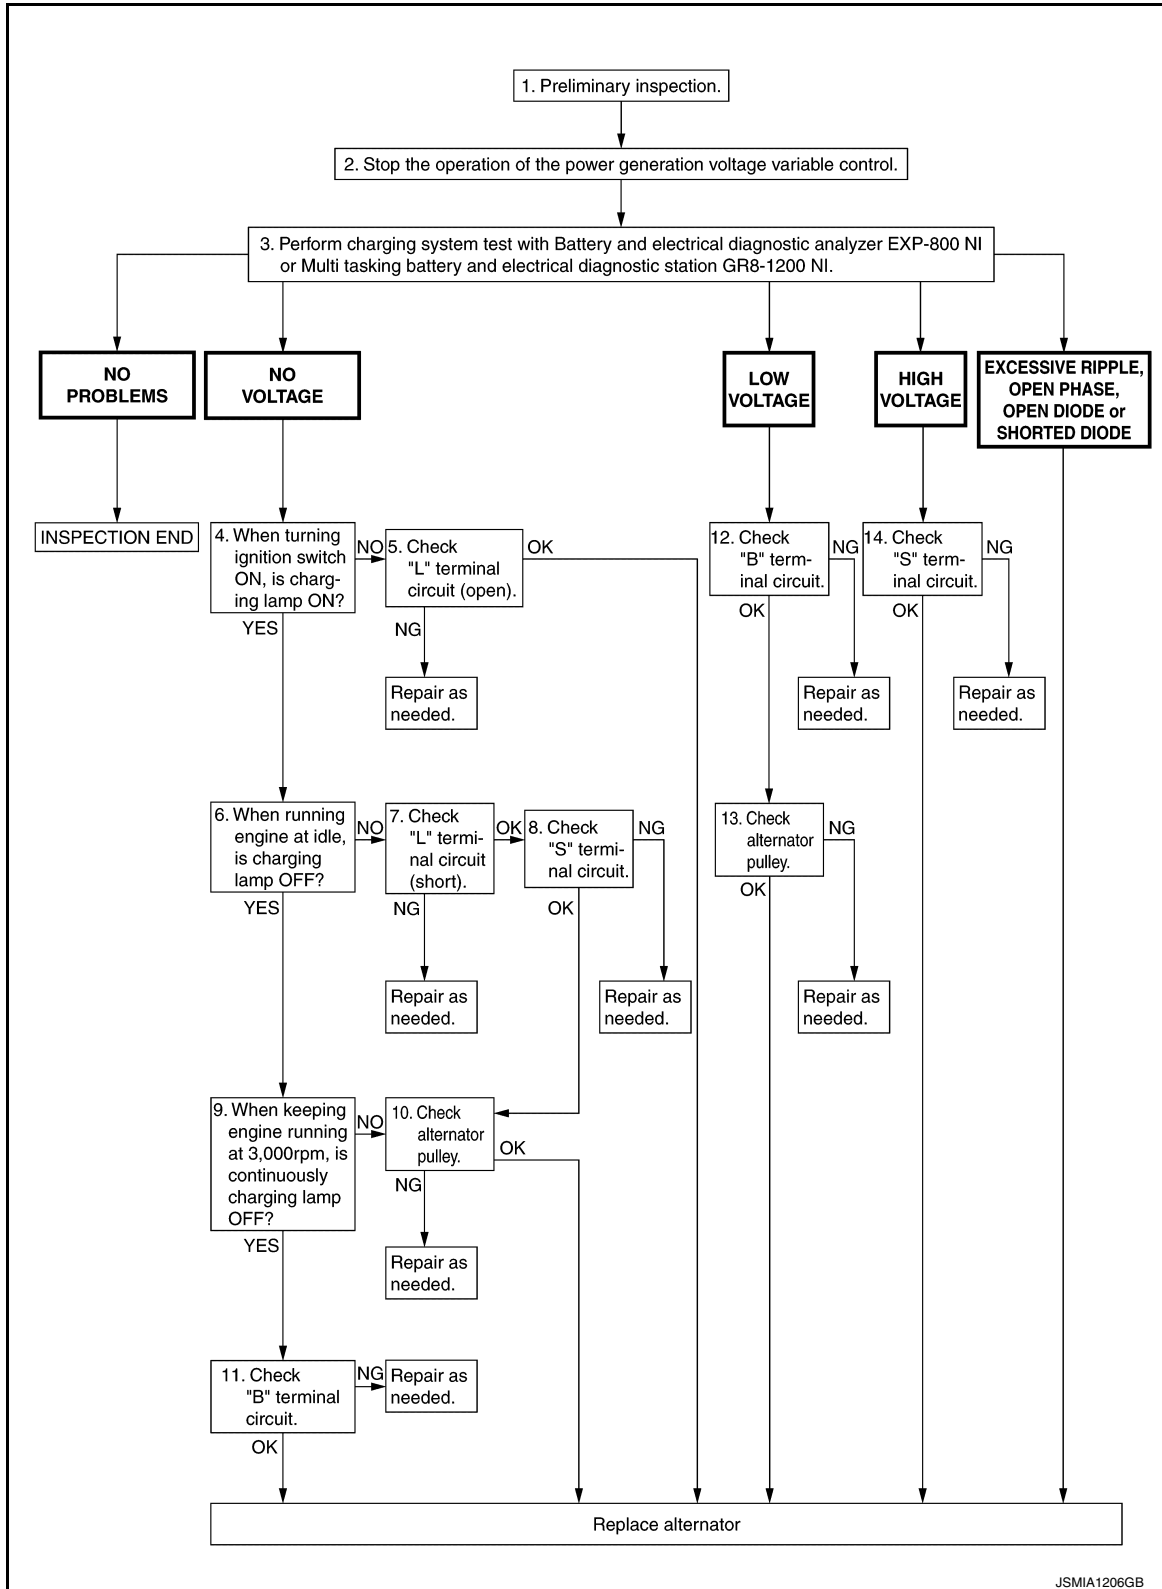 1. Preliminary inspection.
2. Stop the operation of the power generation voltage variable control.
3. Perform charging system test with Battery and electrical diagnostic analyzer EXP-800 NI
or Multi tasking battery and electrical diagnostic station GR8-1200 NI.
NO
PROBLEMS
NO
VOLTAGE
LOW
VOLTAGE
HIGH
VOLTAGE
EXCESSIVE RIPPLE,
OPEN PHASE,
OPEN DIODE or
SHORTED DIODE
INSPECTION END
4. When turning
ignition switch
ON, is charg-
ing lamp ON?
NO
YES
5. Check
"L" terminal
circuit (open).
OK
NG
Repair as
needed.
12. Check
"B" term-
inal circuit.
NG
OK
Repair as
needed.
14. Check
"S" term-
inal circuit.
NG
OK
Repair as
needed.
6. When running
engine at idle,
is charging
lamp OFF?
NO
YES
7. Check
"L" termi-
nal circuit
(short).
OK
NG
Repair as
needed.
8. Check
"S" termi-
nal circuit.
NG
OK
Repair as
needed.
13. Check
alternator
pulley.
NG
OK
Repair as
needed.
9. When keeping
engine running
at 3,000rpm, is
continuously
charging lamp
OFF?
NO
YES
10. Check
alternator
pulley.
OK
NG
Repair as
needed.
11. Check
"B" terminal
circuit.
NG
OK
Repair as
needed.
Replace alternator
JSMIA1206GB